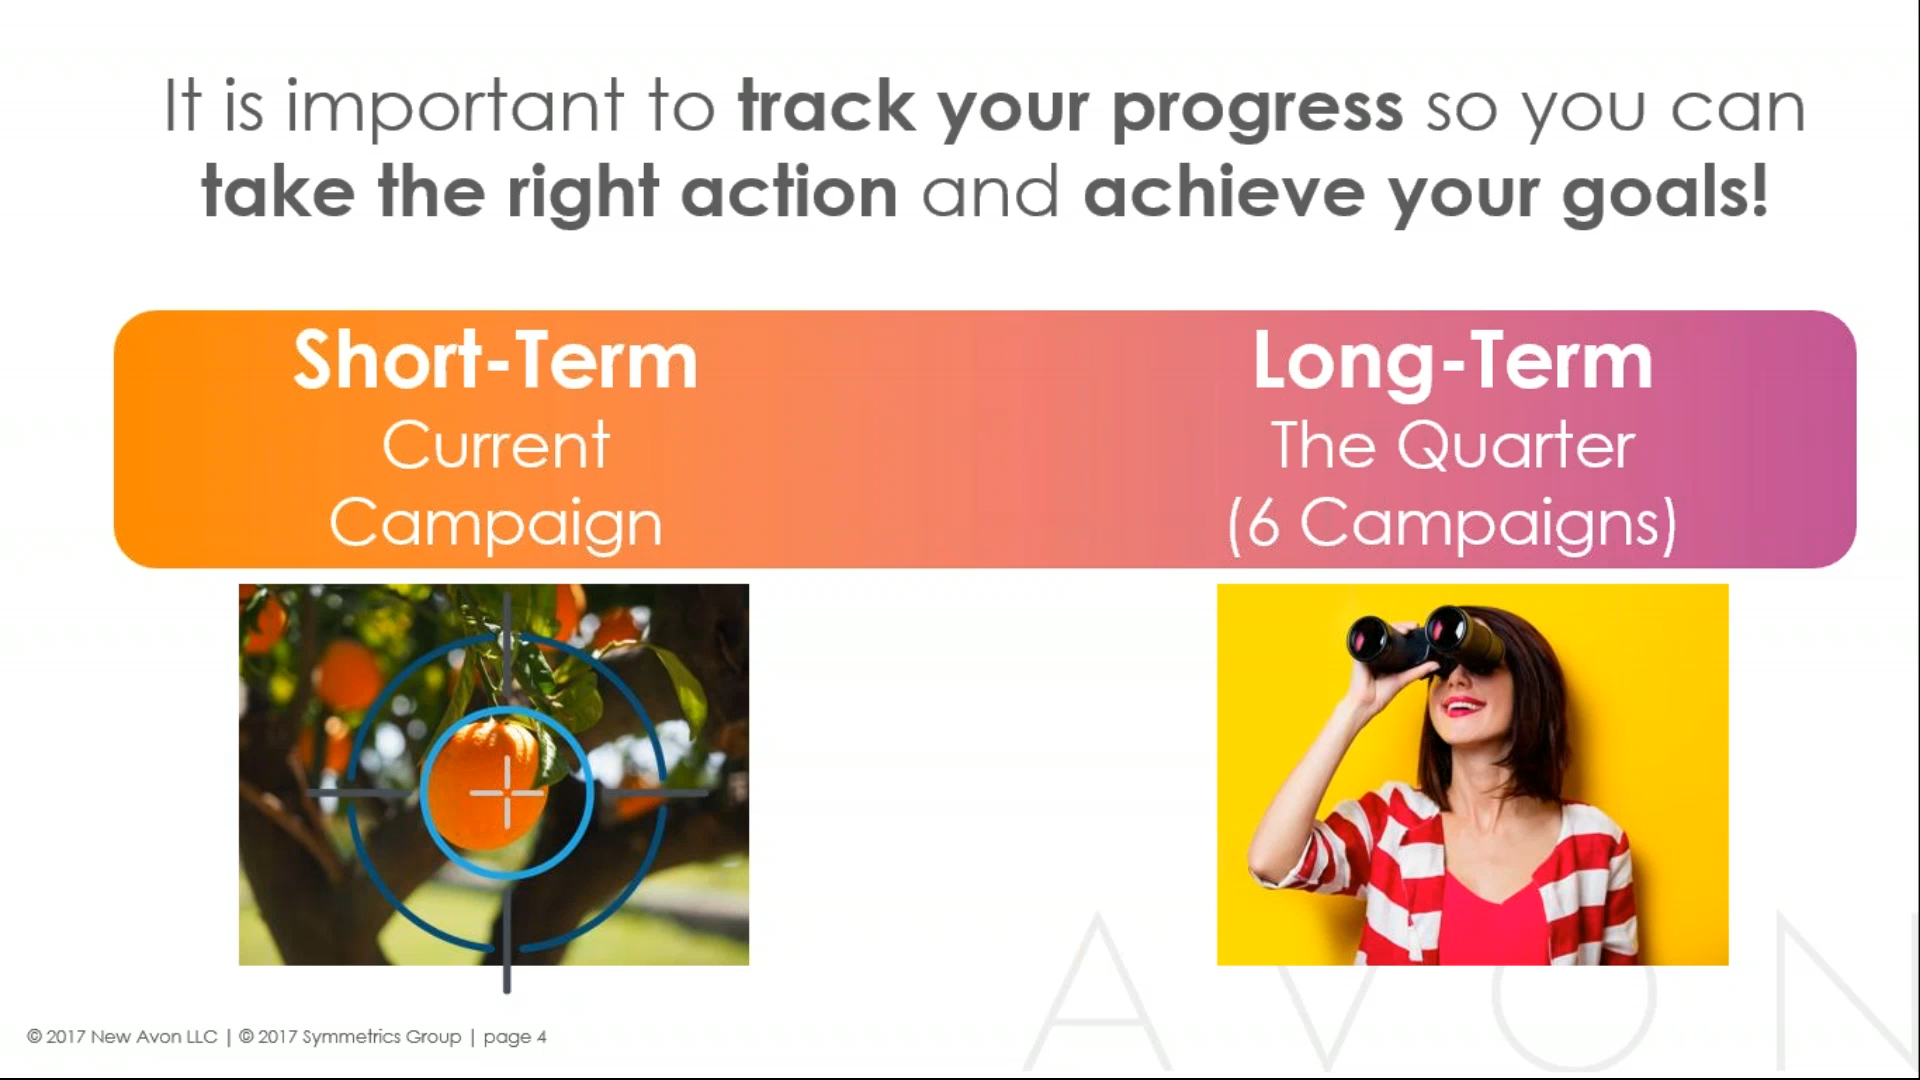 It is important to track your progress so you can
take the right action and achieve your goals!
Short-Term
Current
Campaign
Long-Term
The Quarter
(6 Campaigns)
AVON
© 2017 New Avon LLC | © 2017 Symmetrics Group | page 4